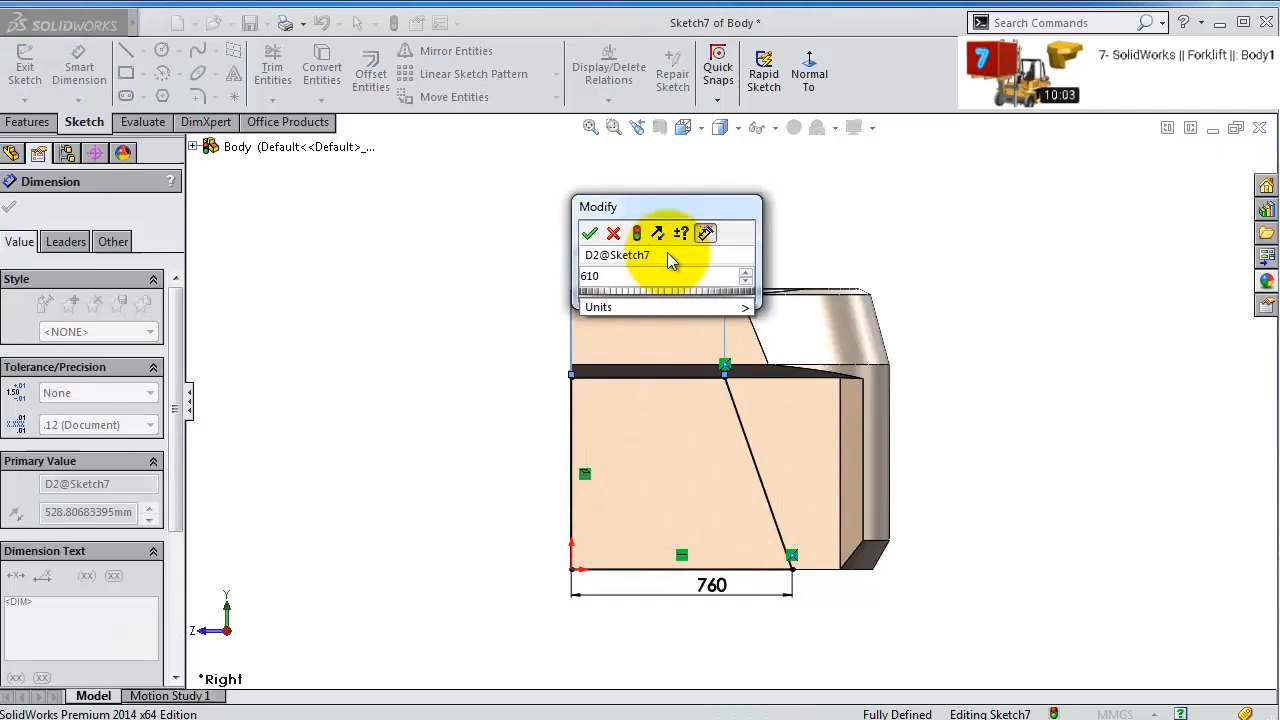 SOLIDWORKS
Sketch7 of Body *
Search Commands
7- SolidWorks || Forklift ||: Body1
10:03
7
Exit Sketch
Smart Dimension
Trim Entities
Convert Entities
Offset Entities
Mirror Entities
Linear Sketch Pattern
Move Entities
Display/Delete Relations
Repair Sketch
Quick Snaps
Rapid Sketch
Normal To
Features
Sketch
Evaluate
DimXpert
Office Products
Body (Default<<Default>_...
Dimension
?
Value
Leaders
Other
Style
<NONE>
Tolerance/Precision
None
.12 (Document)
Primary Value
D2@Sketch7
528.80683395mm
Dimension Text
<DIM>
Modify
D2@Sketch7
610
Units >
760
Y
Z
*Right
Model
Motion Study 1
SolidWorks Premium 2014 x64 Edition
Fully Defined
Editing Sketch7
MMGS